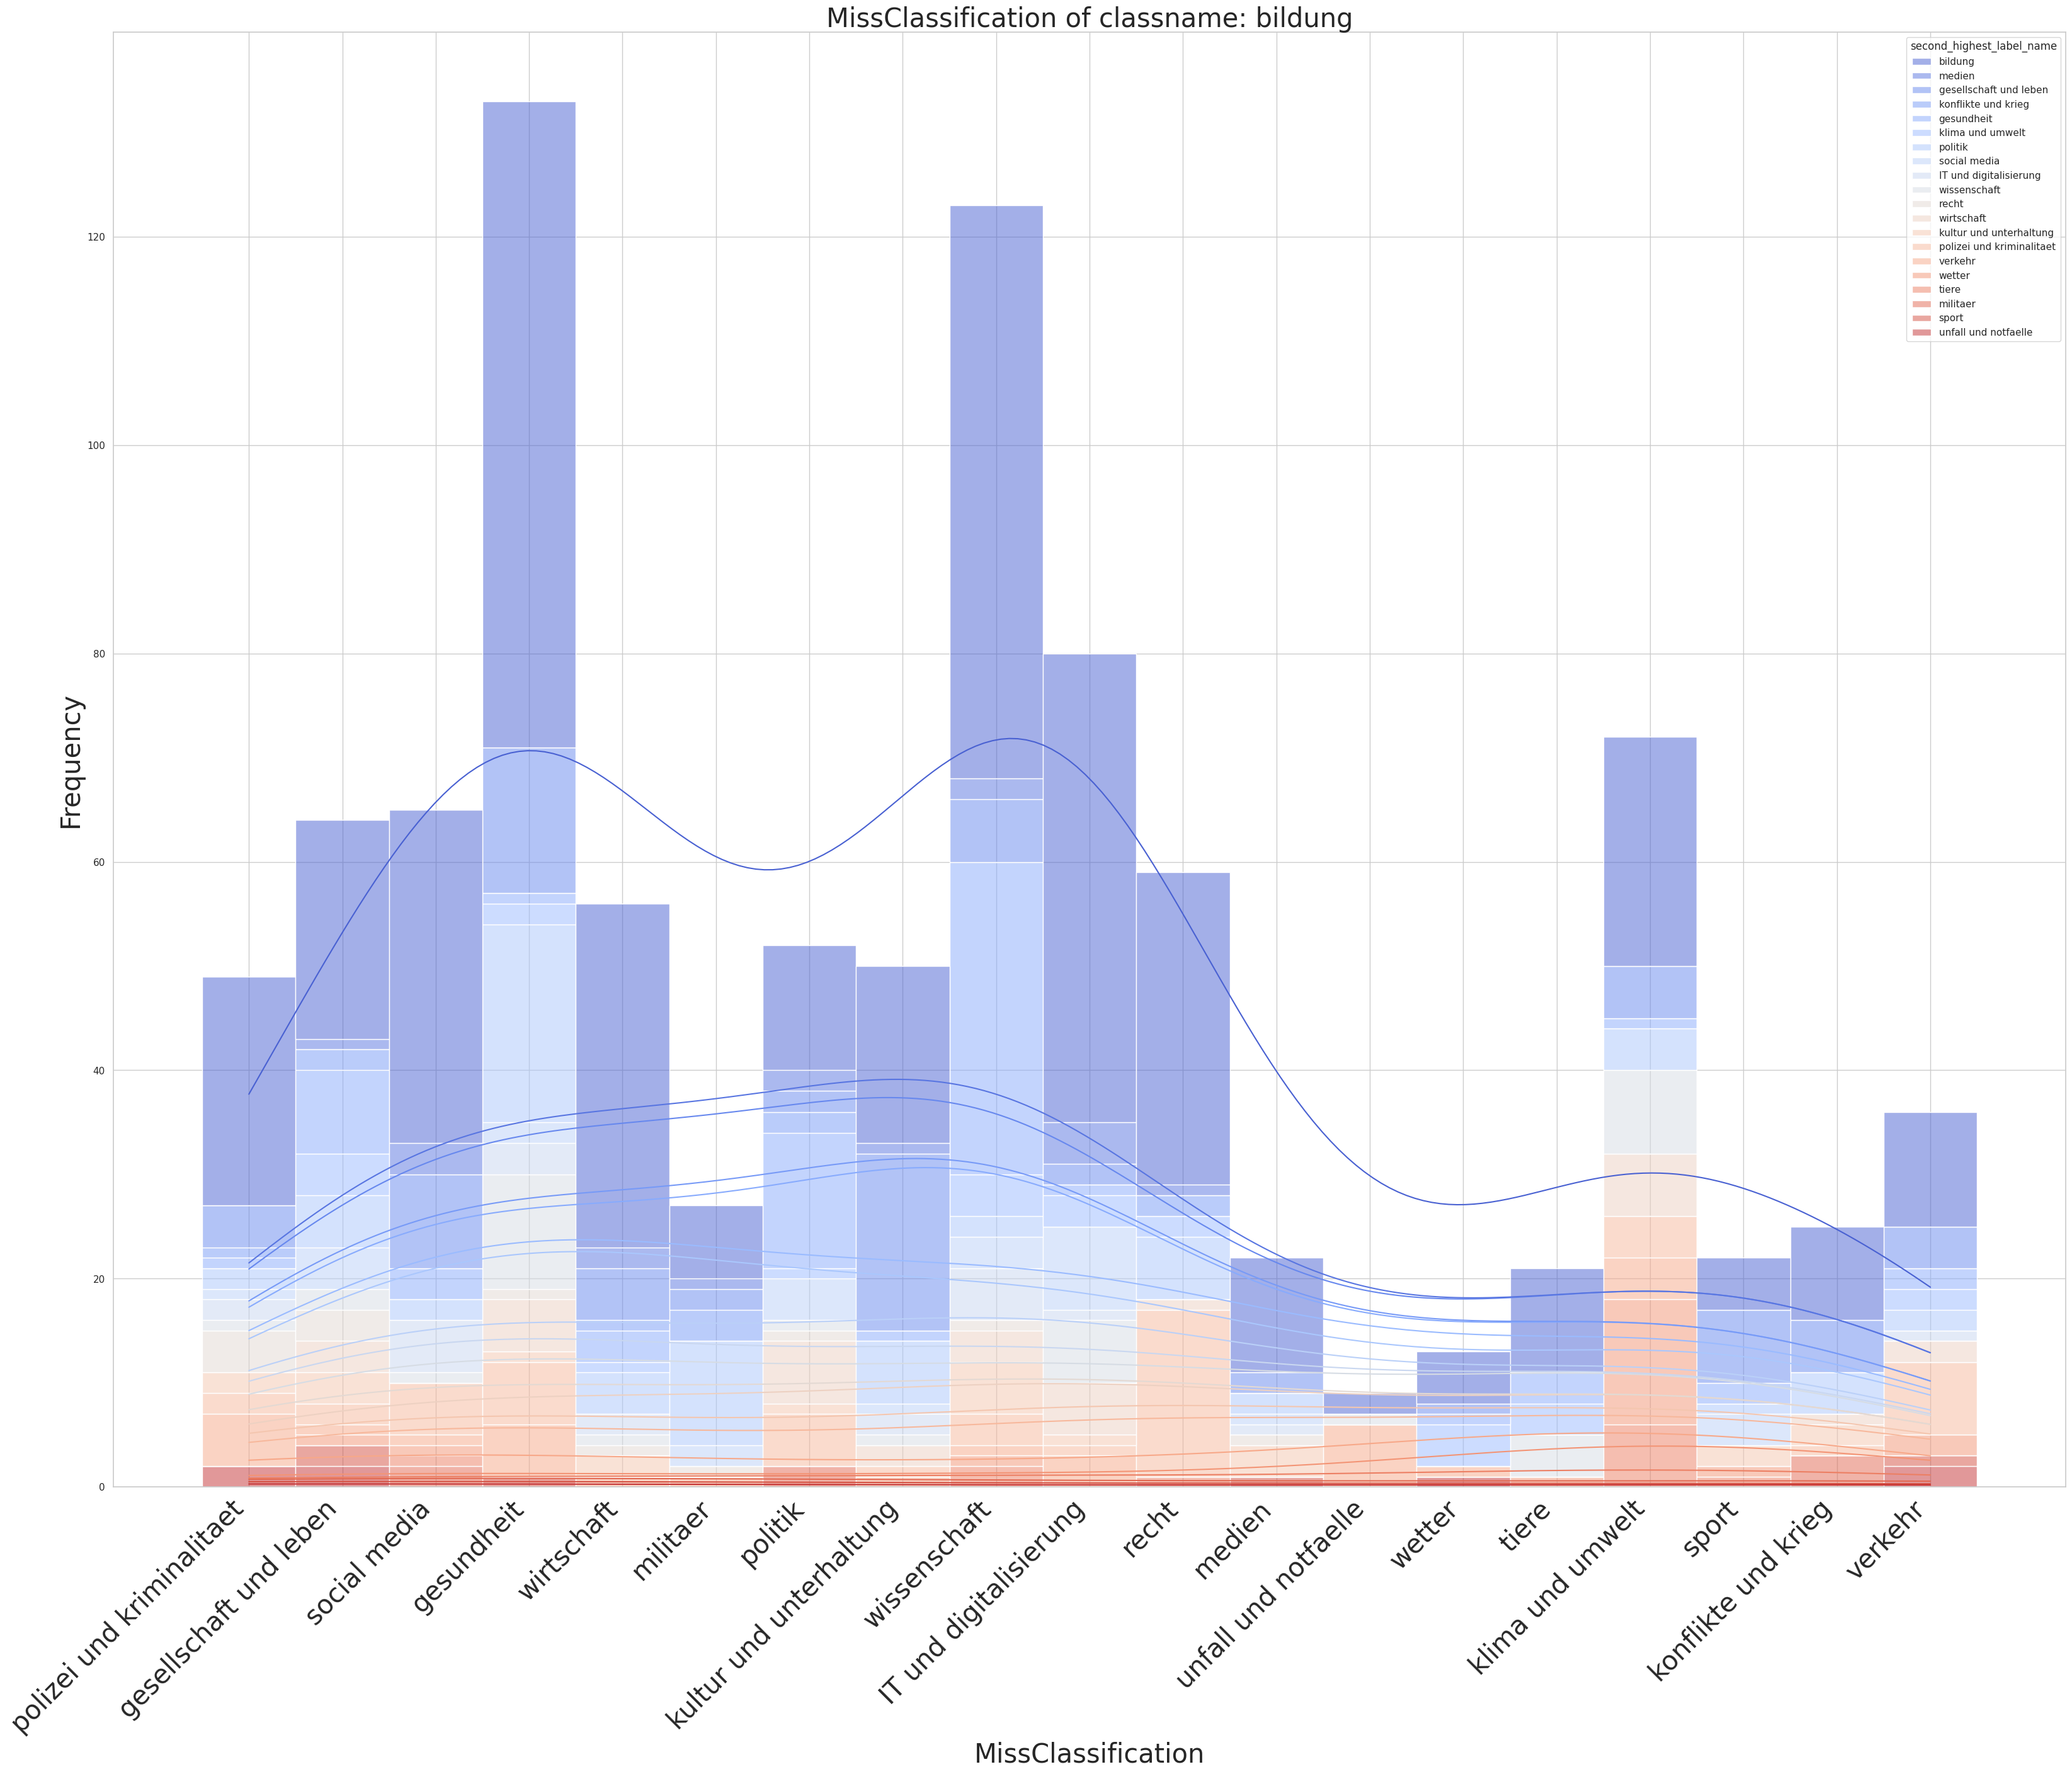 MissClassification of classname: bildung
second_highest_label_name
bildung
medien
gesellschaft und leben
konflikte und krieg
gesundheit
klima und umwelt
politik
social media
IT und digitalisierung
wissenschaft
recht
wirtschaft
kultur und unterhaltung
polizei und kriminalitaet
verkehr
wetter
tiere
militaer
sport
unfall und notfaelle
120
100
80
60
40
20
0
Frequency
polizei und kriminalitaet
gesellschaft und leben
social media
gesundheit
wirtschaft
militaer
politik
kultur und unterhaltung
wissenschaft
IT und digitalisierung
recht
medien
unfall und notfaelle
wetter
tiere
klima und umwelt
sport
konflikte und krieg
verkehr
MissClassification